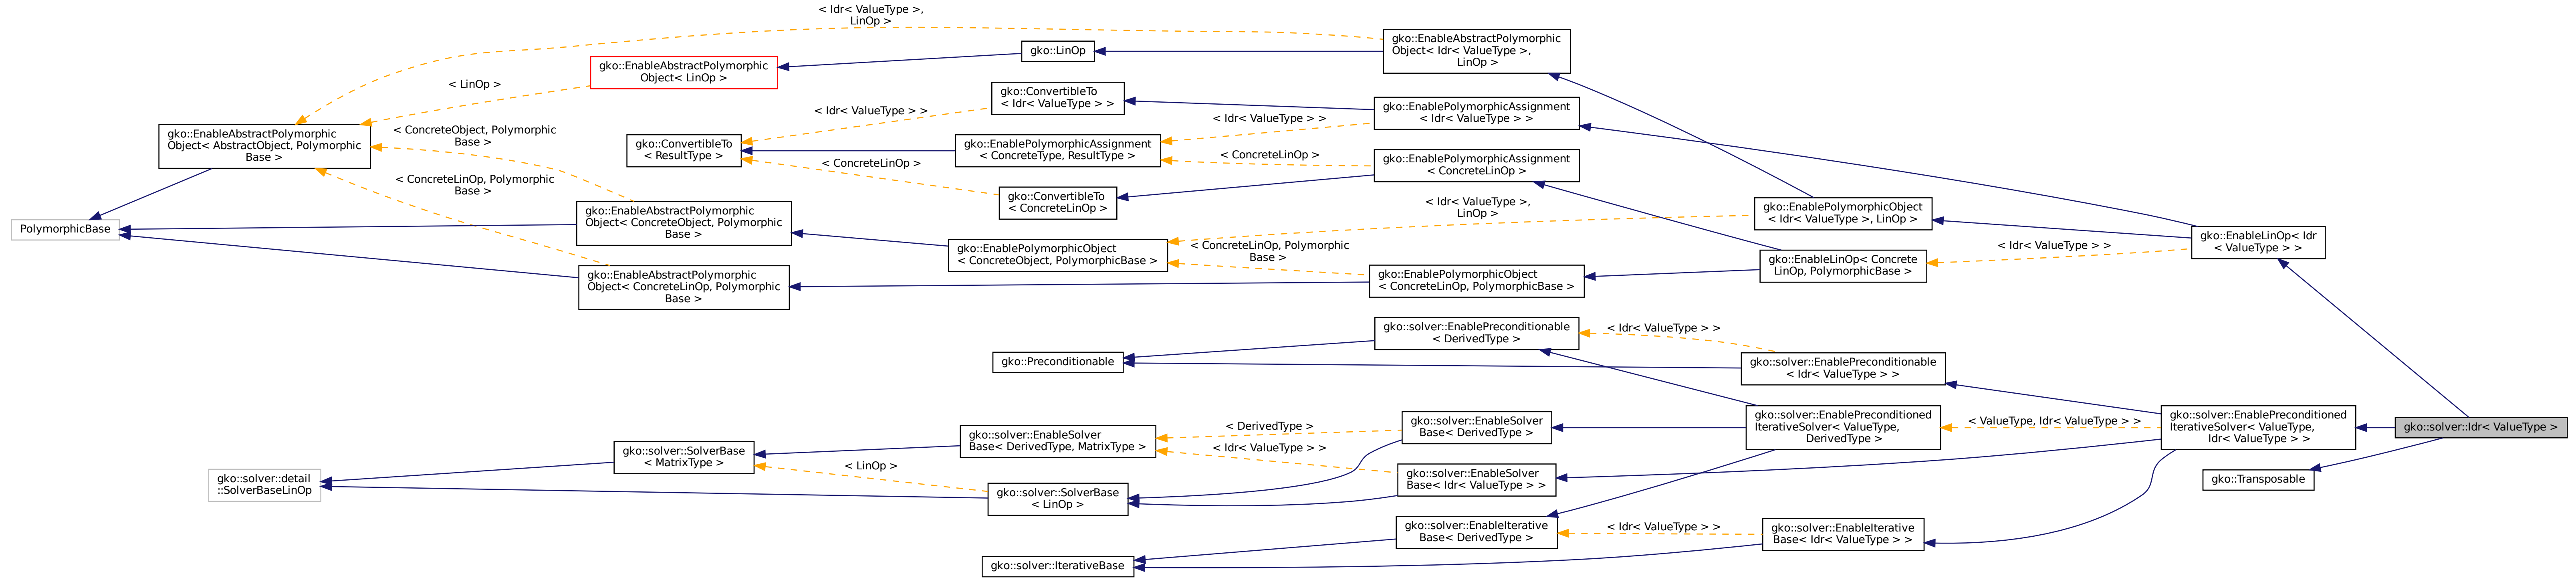 < Idr< ValueType >,
LinOp >
gko::EnableAbstractPolymorphic
Object< Idr< ValueType >,
LinOp >
gko::LinOp
gko::EnableAbstractPolymorphic
Object< LinOp >
< LinOp >
gko::ConvertibleTo
< Idr< ValueType > >
gko::EnablePolymorphicAssignment
< Idr< ValueType > >
< Idr< ValueType > >
< Idr< ValueType > >
gko::EnableAbstractPolymorphic
Object< AbstractObject, Polymorphic
Base >
< ConcreteObject, Polymorphic
Base >
gko::ConvertibleTo
< ResultType >
gko::EnablePolymorphicAssignment
< ConcreteType, ResultType >
< ConcreteLinOp >
< ConcreteLinOp >
gko::EnablePolymorphicAssignment
< ConcreteLinOp >
< ConcreteLinOp, Polymorphic
Base >
gko::ConvertibleTo
< ConcreteLinOp >
PolymorphicBase
gko::EnableAbstractPolymorphic
Object< ConcreteObject, Polymorphic
Base >
< Idr< ValueType >,
LinOp >
gko::EnablePolymorphicObject
< Idr< ValueType >, LinOp >
gko::EnableLinOp< Idr
< ValueType > >
gko::EnablePolymorphicObject
< ConcreteObject, PolymorphicBase >
< ConcreteLinOp, Polymorphic
Base >
< Idr< ValueType > >
gko::EnableLinOp< Concrete
LinOp, PolymorphicBase >
gko::EnableAbstractPolymorphic
Object< ConcreteLinOp, Polymorphic
Base >
gko::EnablePolymorphicObject
< ConcreteLinOp, PolymorphicBase >
gko::solver::EnablePreconditionable
< DerivedType >
< Idr< ValueType > >
gko::Preconditionable
gko::solver::EnablePreconditionable
< Idr< ValueType > >
gko::solver::EnableSolver
Base< DerivedType >
gko::solver::EnablePreconditioned
IterativeSolver< ValueType,
DerivedType >
< ValueType, Idr< ValueType > >
gko::solver::EnablePreconditioned
IterativeSolver< ValueType,
Idr< ValueType > >
gko::solver::Idr< ValueType >
< DerivedType >
gko::solver::EnableSolver
Base< DerivedType, MatrixType >
< Idr< ValueType > >
gko::solver::SolverBase
< MatrixType >
< LinOp >
gko::solver::detail
::SolverBaseLinOp
gko::solver::EnableSolver
Base< Idr< ValueType > >
gko::Transposable
gko::solver::SolverBase
< LinOp >
gko::solver::EnableIterative
Base< DerivedType >
< Idr< ValueType > >
gko::solver::EnableIterative
Base< Idr< ValueType > >
gko::solver::IterativeBase